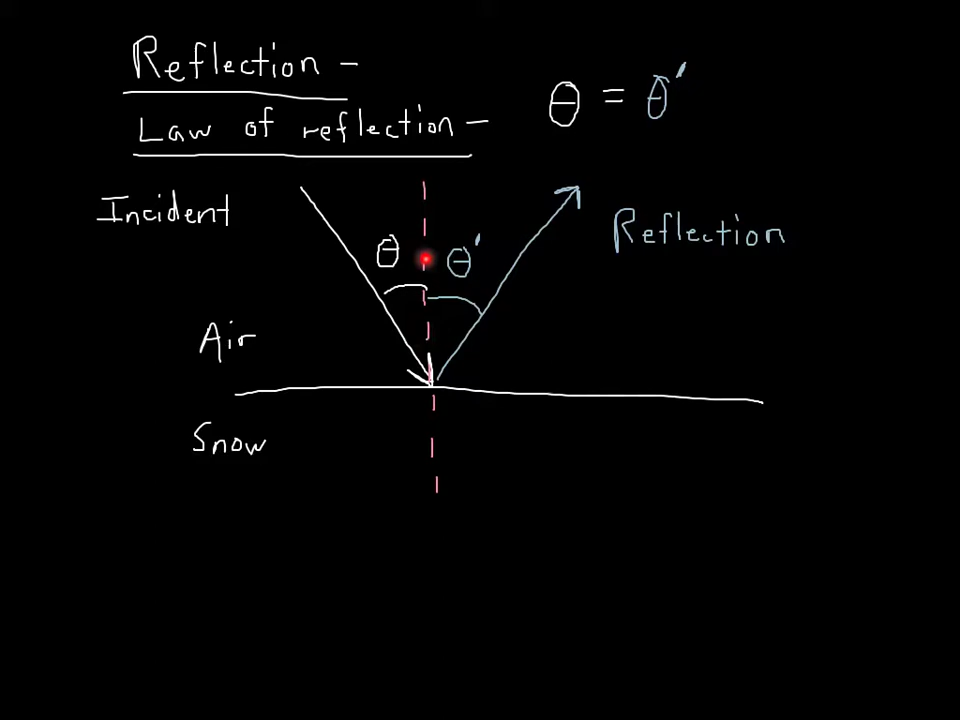 Reflection –
θ = θ'
Law of reflection –
Incident
Reflection
θ θ'
Air
Snow